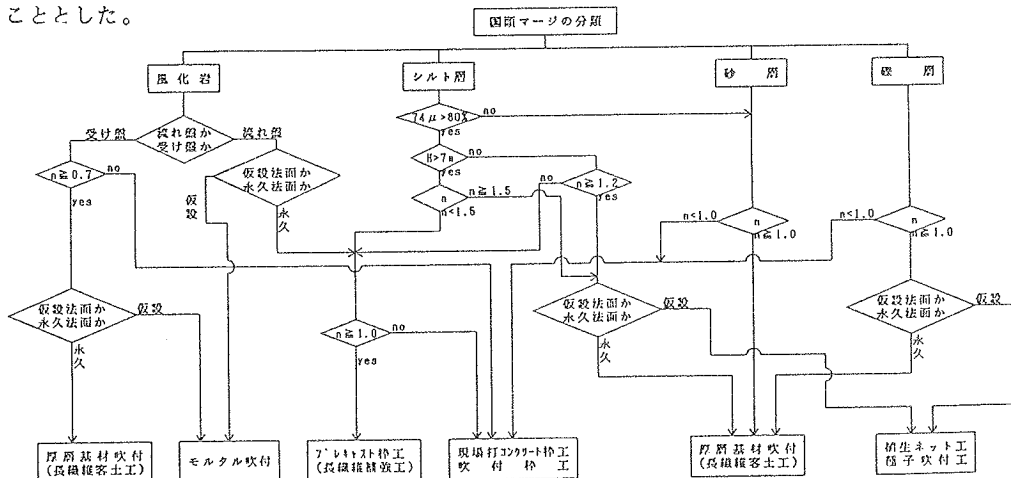 こととした。
国頭マージの分類
風化岩
シルト層
砂層
礫層
流れ盤か
受け盤か
受け盤
流れ盤
74μ>80%
no
yes
H>7m
no
yes
n≧0.7
no
yes
仮設法面か
永久法面か
仮設
永久
n
n≧1.5
n<1.5
n≧1.2
no
yes
n<1.0
n
n≧1.0
n<1.0
n
n≧1.0
仮設法面か
永久法面か
仮設
永久
n≧1.0
no
yes
仮設法面か
永久法面か
仮設
永久
仮設法面か
永久法面か
仮設
永久
厚層基材吹付
(長繊維客土工)
モルタル吹付
プレキャスト枠工
(長繊維補強工)
現場打コンクリート枠工
吹付枠工
厚層基材吹付
(長繊維客土工)
植生ネット工
種子吹付工